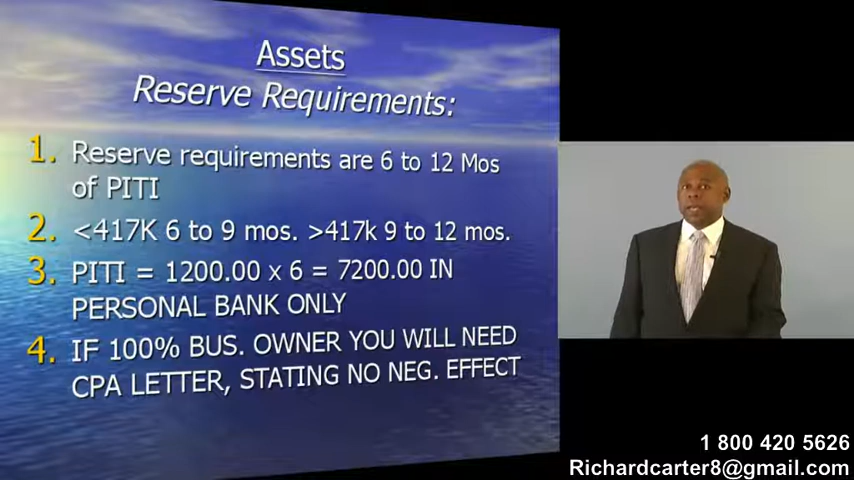 Assets
Reserve Requirements:
1. Reserve requirements are 6 to 12 Mos
of PITI
2. <417K 6 to 9 mos. >417k 9 to 12 mos.
3. PITI = 1200.00 x 6 = 7200.00 IN
PERSONAL BANK ONLY
4. IF 100% BUS. OWNER YOU WILL NEED
CPA LETTER, STATING NO NEG. EFFECT
1 800 420 5626
Richardcarter8@gmail.com